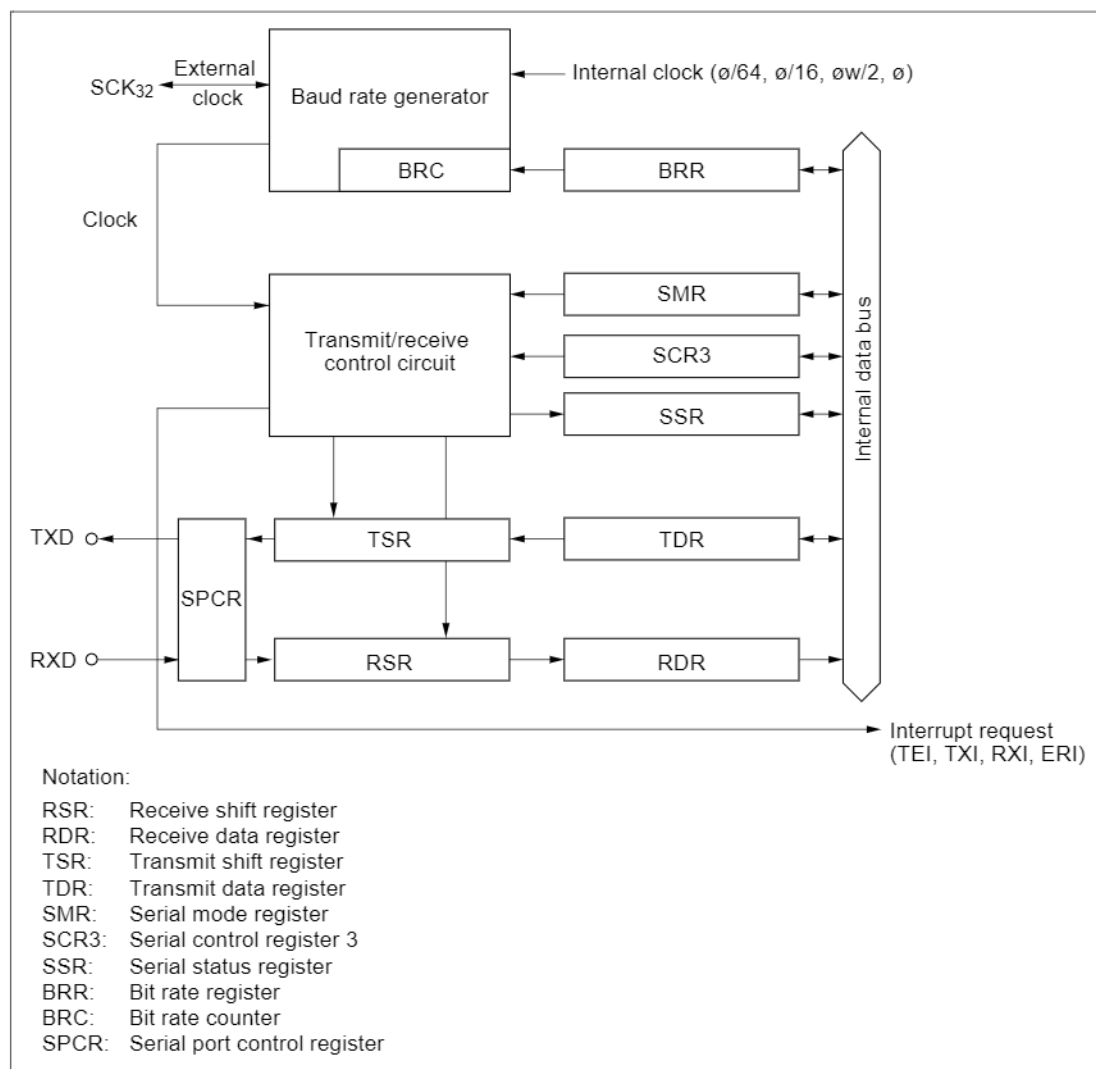 SCK32
External
clock
Baud rate generator
Internal clock (ø/64, ø/16, øw/2, ø)
BRC
BRR
Clock
Transmit/receive
control circuit
SMR
SCR3
SSR
Internal data bus
TXD
SPCR
TSR
TDR
RXD
RSR
RDR
Interrupt request
(TEI, TXI, RXI, ERI)
Notation:
RSR: Receive shift register
RDR: Receive data register
TSR: Transmit shift register
TDR: Transmit data register
SMR: Serial mode register
SCR3: Serial control register 3
SSR: Serial status register
BRR: Bit rate register
BRC: Bit rate counter
SPCR: Serial port control register